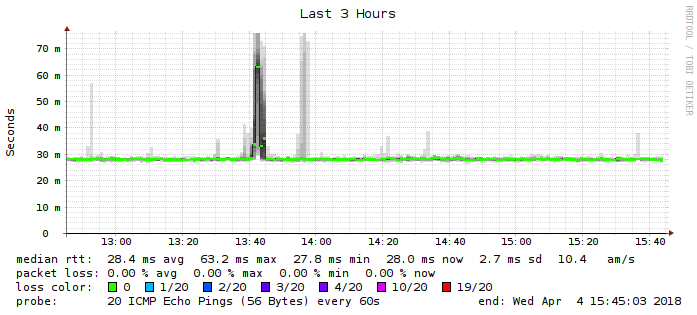 Last 3 Hours
RRDTOOL / TOBI OETIKER
Seconds
70 m
60 m
50 m
40 m
30 m
20 m
10 m
0
13:00 13:20 13:40 14:00 14:20 14:40 15:00 15:20 15:40
median rtt: 28.4 ms avg 63.2 ms max 27.8 ms min 28.0 ms now 2.7 ms sd 10.4 am/s
packet loss: 0.00 % avg 0.00 % max 0.00 % min 0.00 % now
loss color: 0 1/20 2/20 3/20 4/20 10/20 19/20
probe: 20 ICMP Echo Pings (56 Bytes) every 60s end: Wed Apr 4 15:45:03 2018